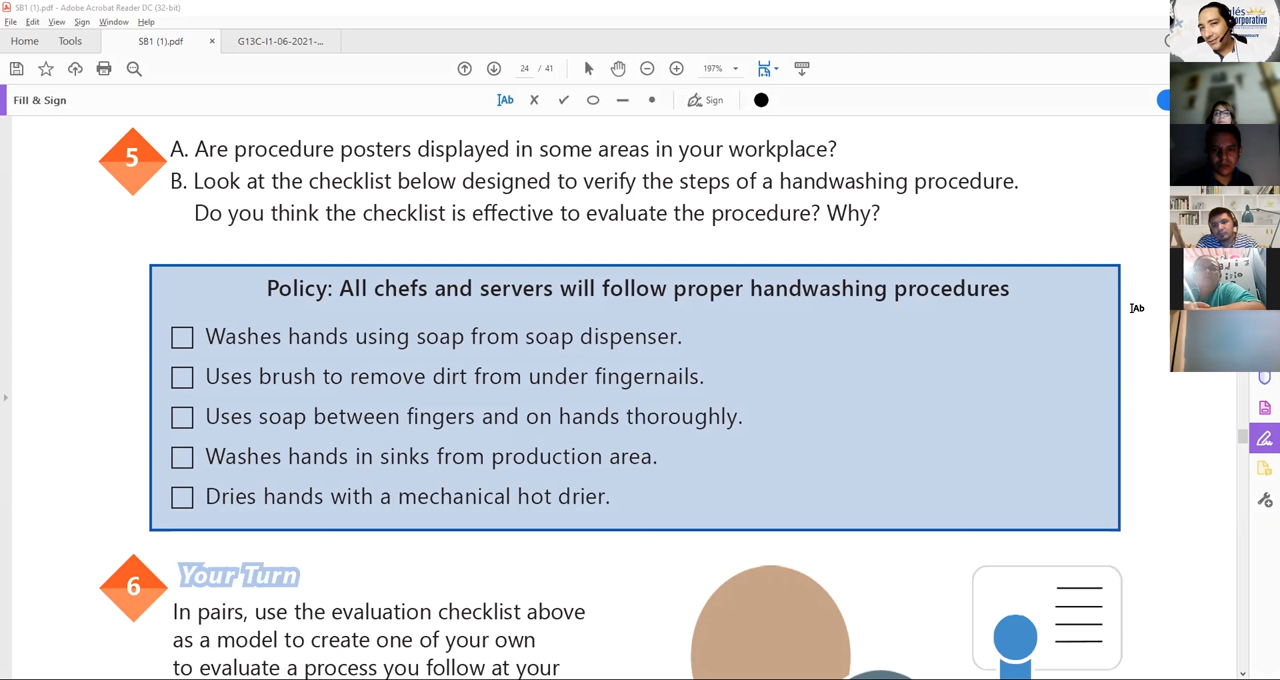 SB1 (1).pdf - Adobe Acrobat Reader DC (32-bit)
File Edit View Sign Window Help
Home Tools SB1 (1).pdf × G13C-I1-06-2021-...
24 / 41 197%
Fill & Sign
Ab Sign
5
A. Are procedure posters displayed in some areas in your workplace?
B. Look at the checklist below designed to verify the steps of a handwashing procedure.
Do you think the checklist is effective to evaluate the procedure? Why?
Policy: All chefs and servers will follow proper handwashing procedures
Washes hands using soap from soap dispenser.
Uses brush to remove dirt from under fingernails.
Uses soap between fingers and on hands thoroughly.
Washes hands in sinks from production area.
Dries hands with a mechanical hot drier.
Ab
6
Your Turn
In pairs, use the evaluation checklist above
as a model to create one of your own
to evaluate a process you follow at your